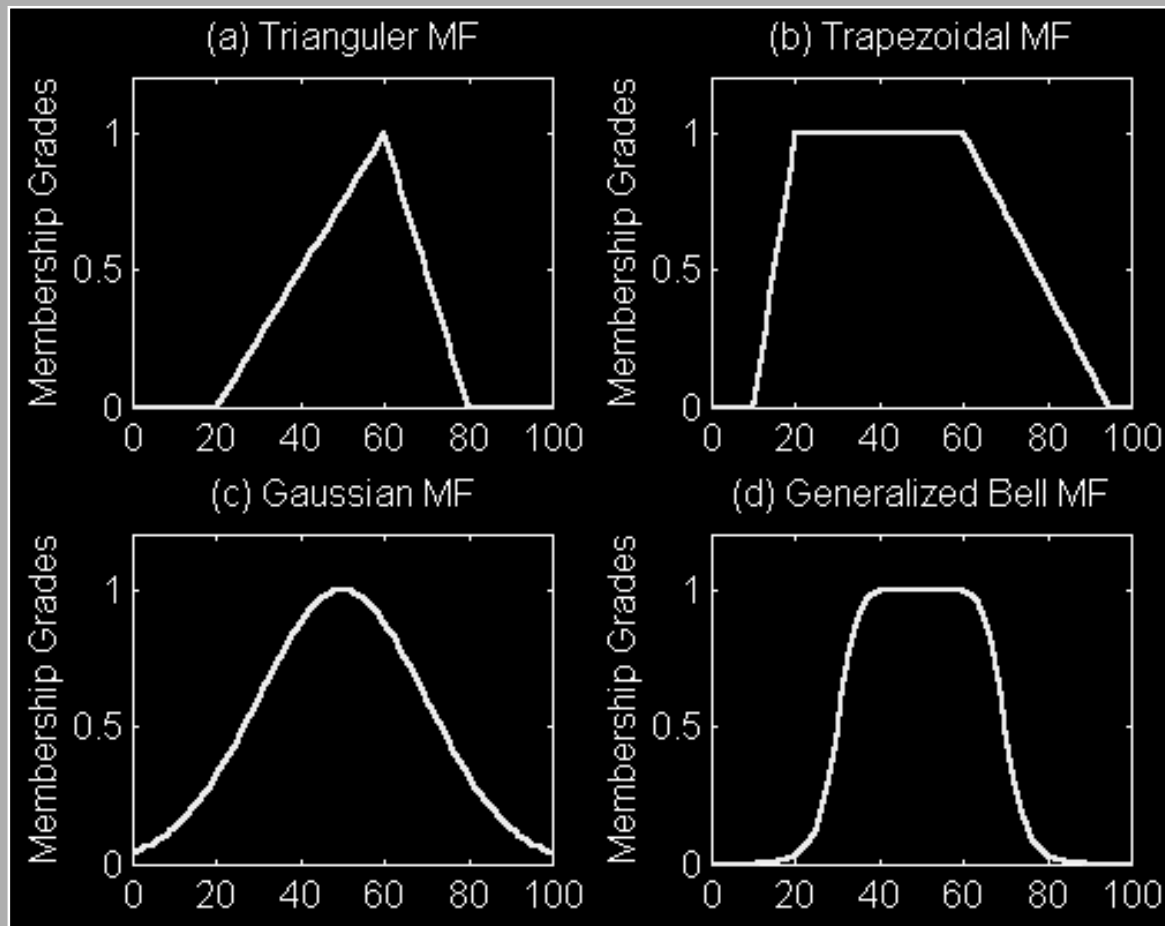 (a) Trianguler MF
Membership Grades
1
0.5
0
0 20 40 60 80 100
(b) Trapezoidal MF
Membership Grades
1
0.5
0
0 20 40 60 80 100
(c) Gaussian MF
Membership Grades
1
0.5
0
0 20 40 60 80 100
(d) Generalized Bell MF
Membership Grades
1
0.5
0
0 20 40 60 80 100